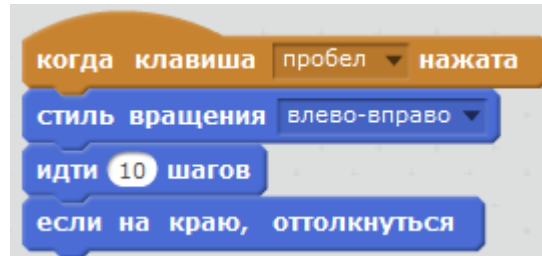 когда клавиша пробел нажата
стиль вращения влево-вправо
идти 10 шагов
если на краю, оттолкнуться